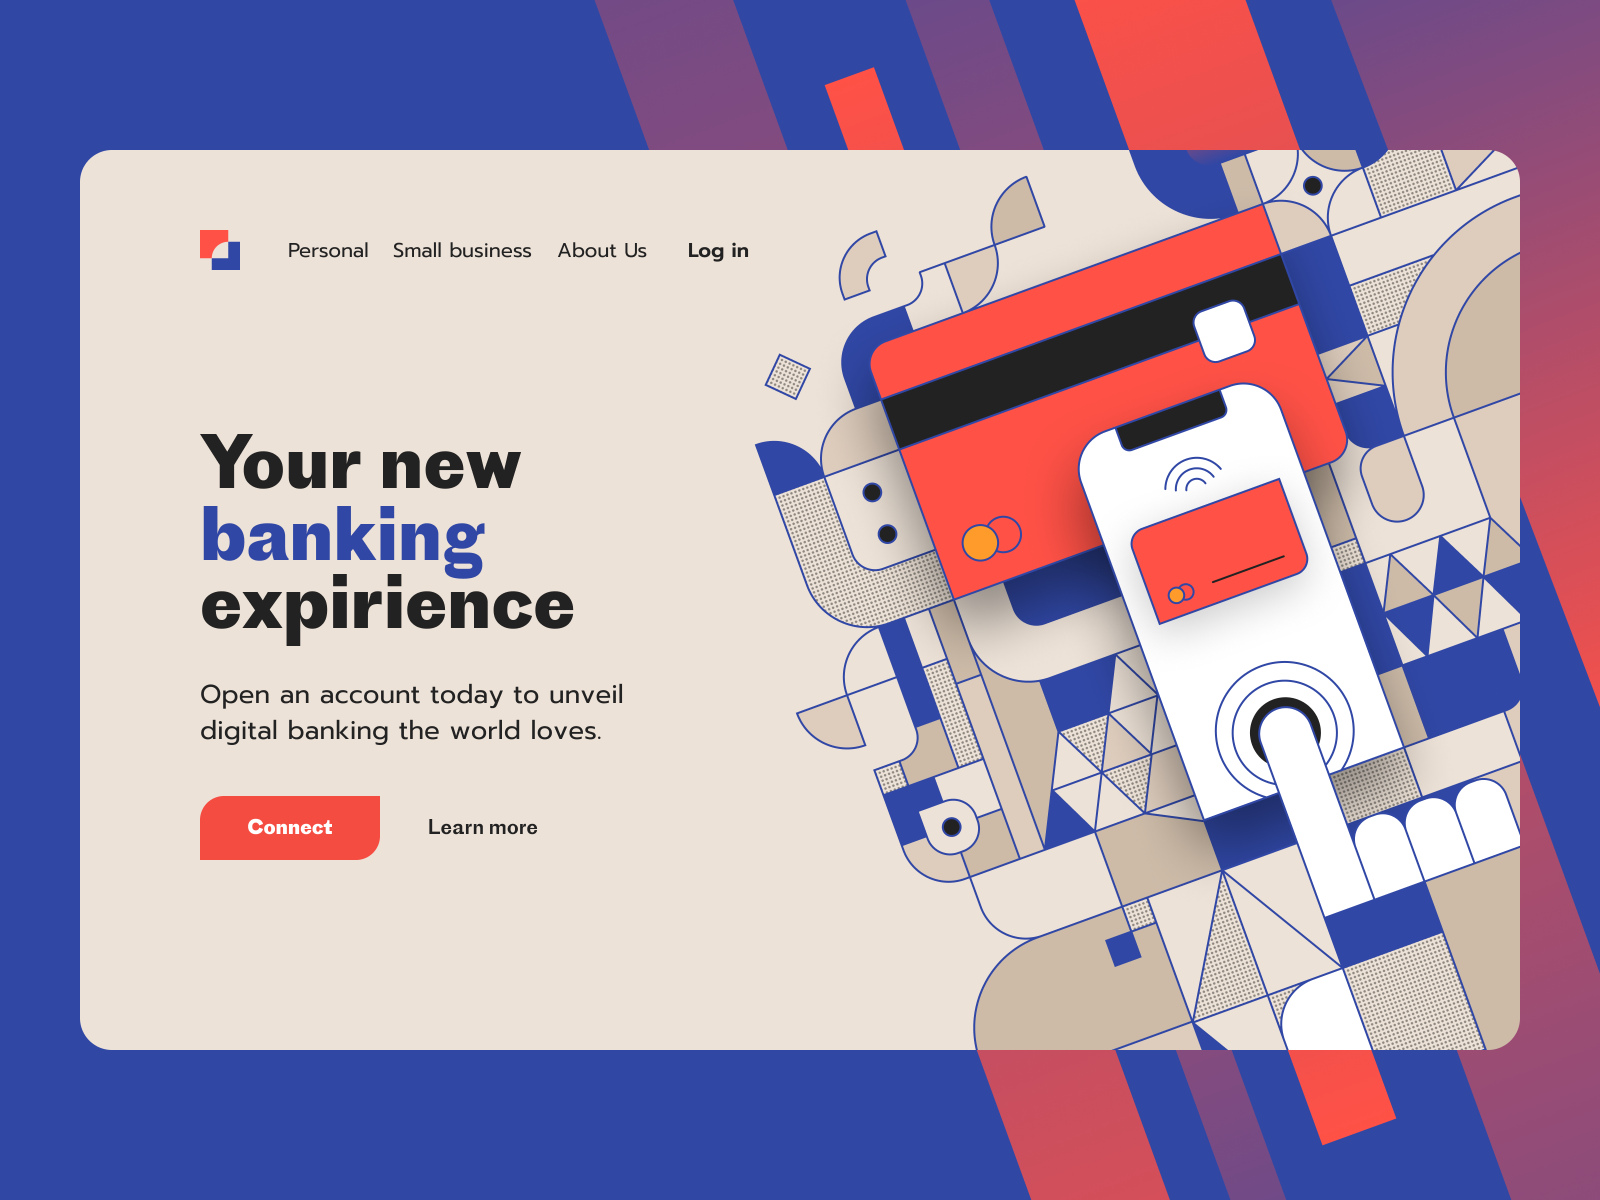 Personal Small business About Us Log in
Your new
banking
expirience
Open an account today to unveil
digital banking the world loves.
Connect Learn more